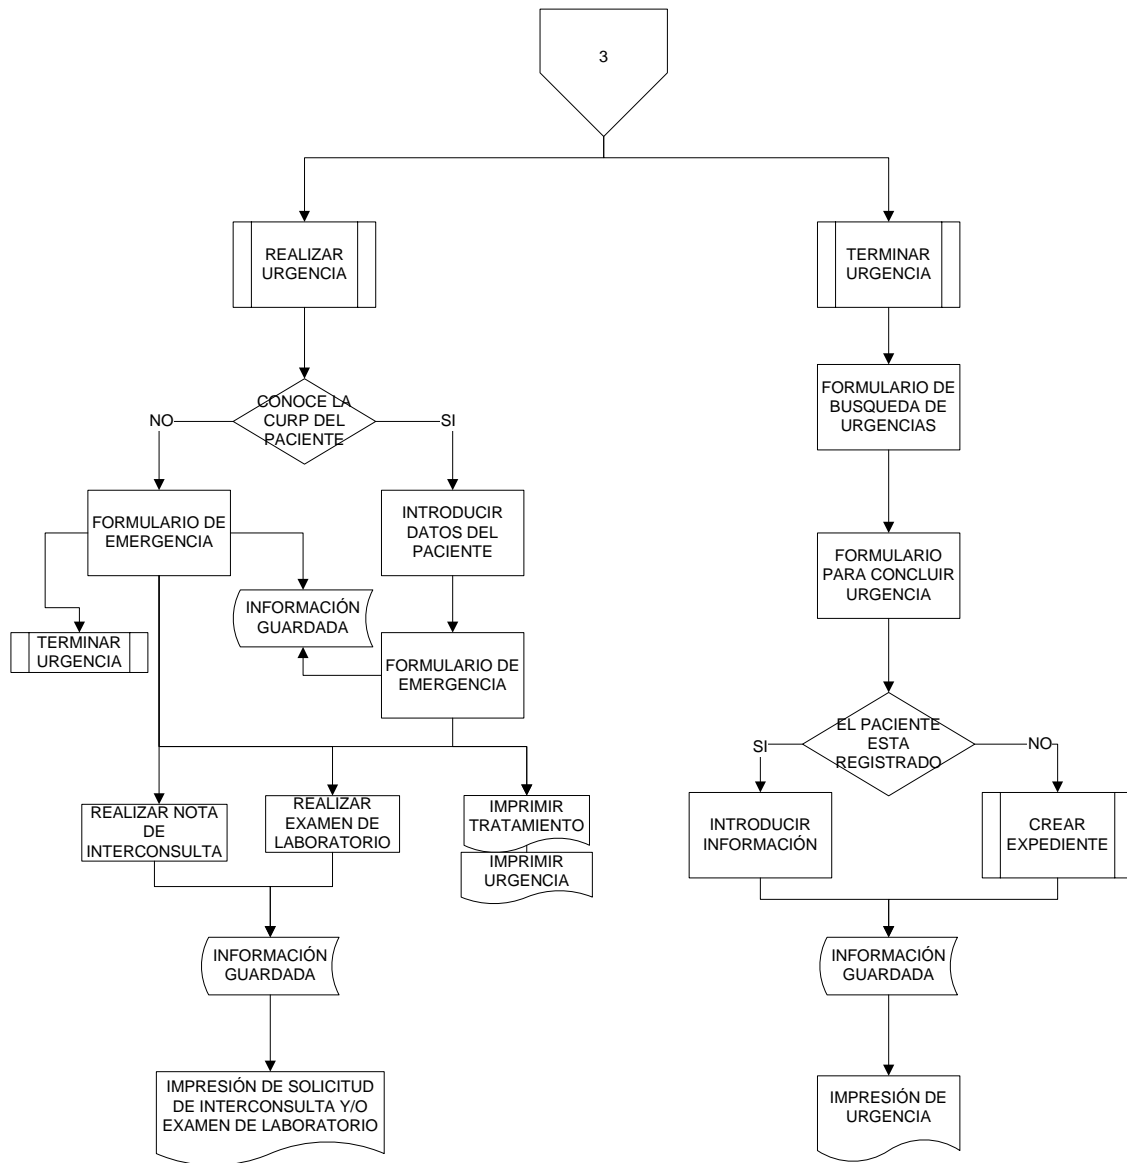 3
REALIZAR
URGENCIA
TERMINAR
URGENCIA
CONOCE LA
CURP DEL
PACIENTE
NO
SI
FORMULARIO DE
BUSQUEDA DE
URGENCIAS
FORMULARIO DE
EMERGENCIA
INTRODUCIR
DATOS DEL
PACIENTE
FORMULARIO
PARA CONCLUIR
URGENCIA
INFORMACIÓN
GUARDADA
TERMINAR
URGENCIA
FORMULARIO DE
EMERGENCIA
EL PACIENTE
ESTA
REGISTRADO
SI
NO
REALIZAR NOTA
DE
INTERCONSULTA
REALIZAR
EXAMEN DE
LABORATORIO
IMPRIMIR
TRATAMIENTO
IMPRIMIR
URGENCIA
INTRODUCIR
INFORMACIÓN
CREAR
EXPEDIENTE
INFORMACIÓN
GUARDADA
INFORMACIÓN
GUARDADA
IMPRESIÓN DE SOLICITUD
DE INTERCONSULTA Y/O
EXAMEN DE LABORATORIO
IMPRESIÓN DE
URGENCIA